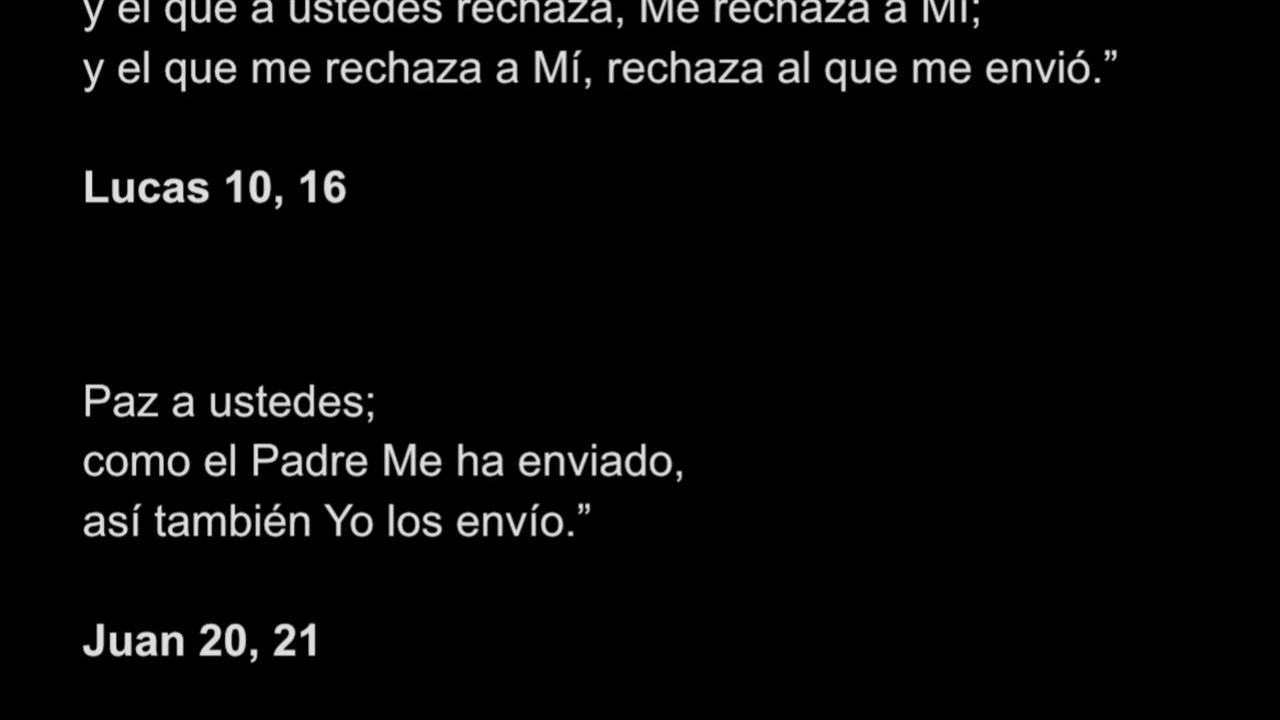 y el que a ustedes rechaza, Me rechaza a Mí;
y el que me rechaza a Mí, rechaza al que me envió.”
Lucas 10, 16
Paz a ustedes;
como el Padre Me ha enviado,
así también Yo los envío.”
Juan 20, 21